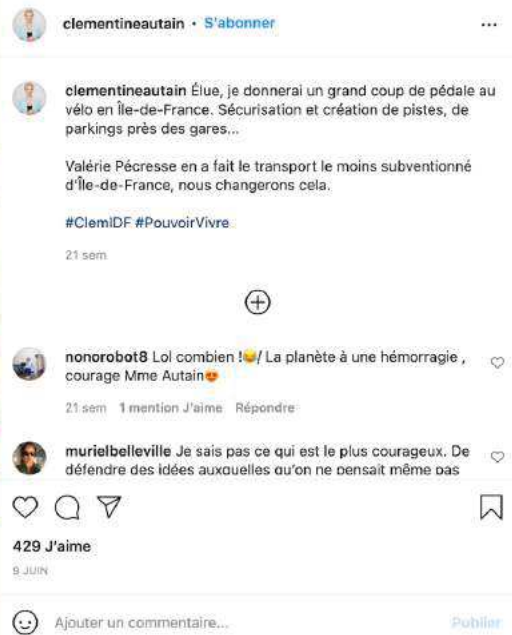 clementineautain • S'abonner
clementineautain Élue, je donnerai un grand coup de pédale au
vélo en Île-de-France. Sécurisation et création de pistes, de
parkings près des gares...
Valérie Pécresse en a fait le transport le moins subventionné
d'Île-de-France, nous changerons cela.
#ClemIDF #PouvoirVivre
21 sem
nonorobot8 Lol combien !😂/ La planète à une hémorragie ,
courage Mme Autain😍
21 sem 1 mention J'aime Répondre
murielbelleville Je sais pas ce qui est le plus courageux. De
défendre des idées auxquelles qu'on ne pensait même pas
429 J'aime
9 JUIN
Ajouter un commentaire... Publier